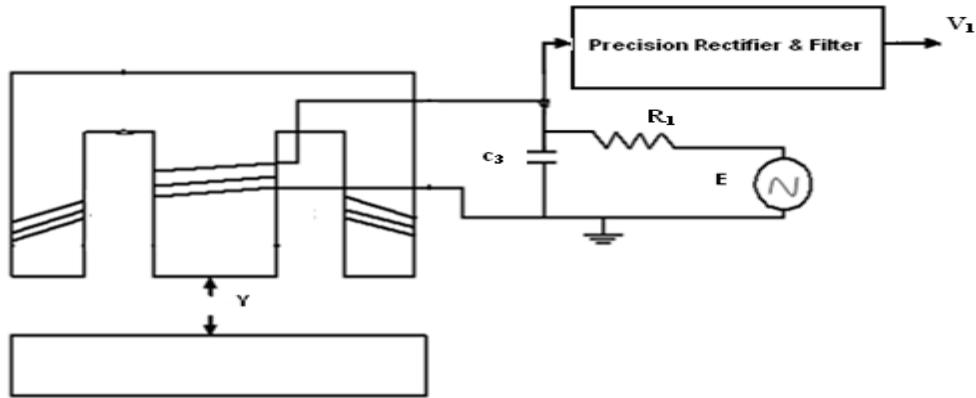 V₁
Precision Rectifier & Filter
R₁
c₃
E
Y